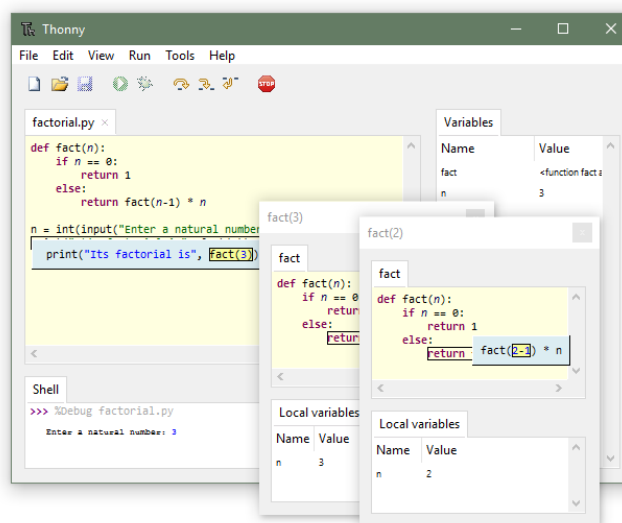 Thonny
File Edit View Run Tools Help
STOP
factorial.py
def fact(n):
if n == 0:
return 1
else:
return fact(n-1) * n
n = int(input("Enter a natural number
print("Its factorial is", fact(3))
Shell
>>> %Debug factorial.py
Enter a natural number: 3
Variables
Name Value
fact <function fact a
n 3
fact(3)
fact
def fact(n):
if n == 0
retur
else:
retur
Local variables
Name Value
n 3
fact(2)
fact
def fact(n):
if n == 0:
return 1
else:
return fact(2-1) * n
Local variables
Name Value
n 2